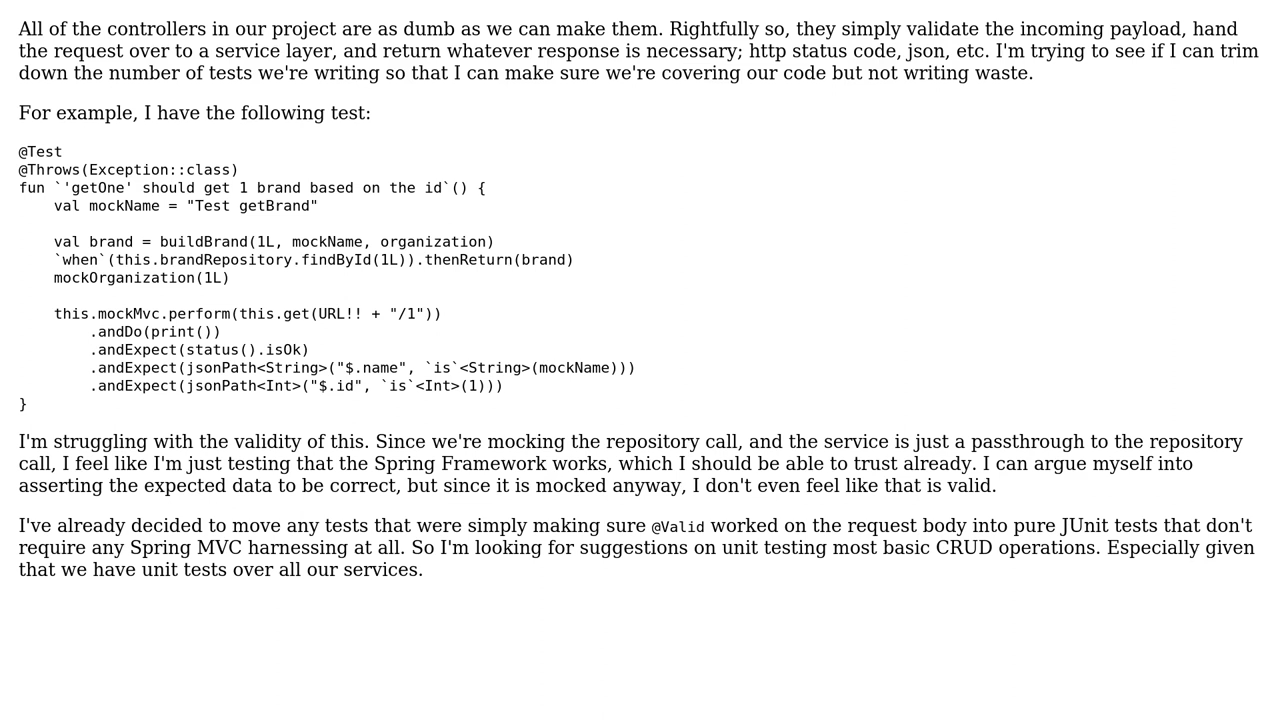 All of the controllers in our project are as dumb as we can make them. Rightfully so, they simply validate the incoming payload, hand
the request over to a service layer, and return whatever response is necessary; http status code, json, etc. I'm trying to see if I can trim
down the number of tests we're writing so that I can make sure we're covering our code but not writing waste.
For example, I have the following test:
@Test
@Throws(Exception::class)
fun `'getOne' should get 1 brand based on the id`() {
    val mockName = "Test getBrand"
    val brand = buildBrand(1L, mockName, organization)
    `when`(this.brandRepository.findById(1L)).thenReturn(brand)
    mockOrganization(1L)
    this.mockMvc.perform(this.get(URL!! + "/1"))
        .andDo(print())
        .andExpect(status().isOk)
        .andExpect(jsonPath<String>("$.name", `is`<String>(mockName)))
        .andExpect(jsonPath<Int>("$.id", `is`<Int>(1)))
}
I'm struggling with the validity of this. Since we're mocking the repository call, and the service is just a passthrough to the repository
call, I feel like I'm just testing that the Spring Framework works, which I should be able to trust already. I can argue myself into
asserting the expected data to be correct, but since it is mocked anyway, I don't even feel like that is valid.
I've already decided to move any tests that were simply making sure @Valid worked on the request body into pure JUnit tests that don't
require any Spring MVC harnessing at all. So I'm looking for suggestions on unit testing most basic CRUD operations. Especially given
that we have unit tests over all our services.